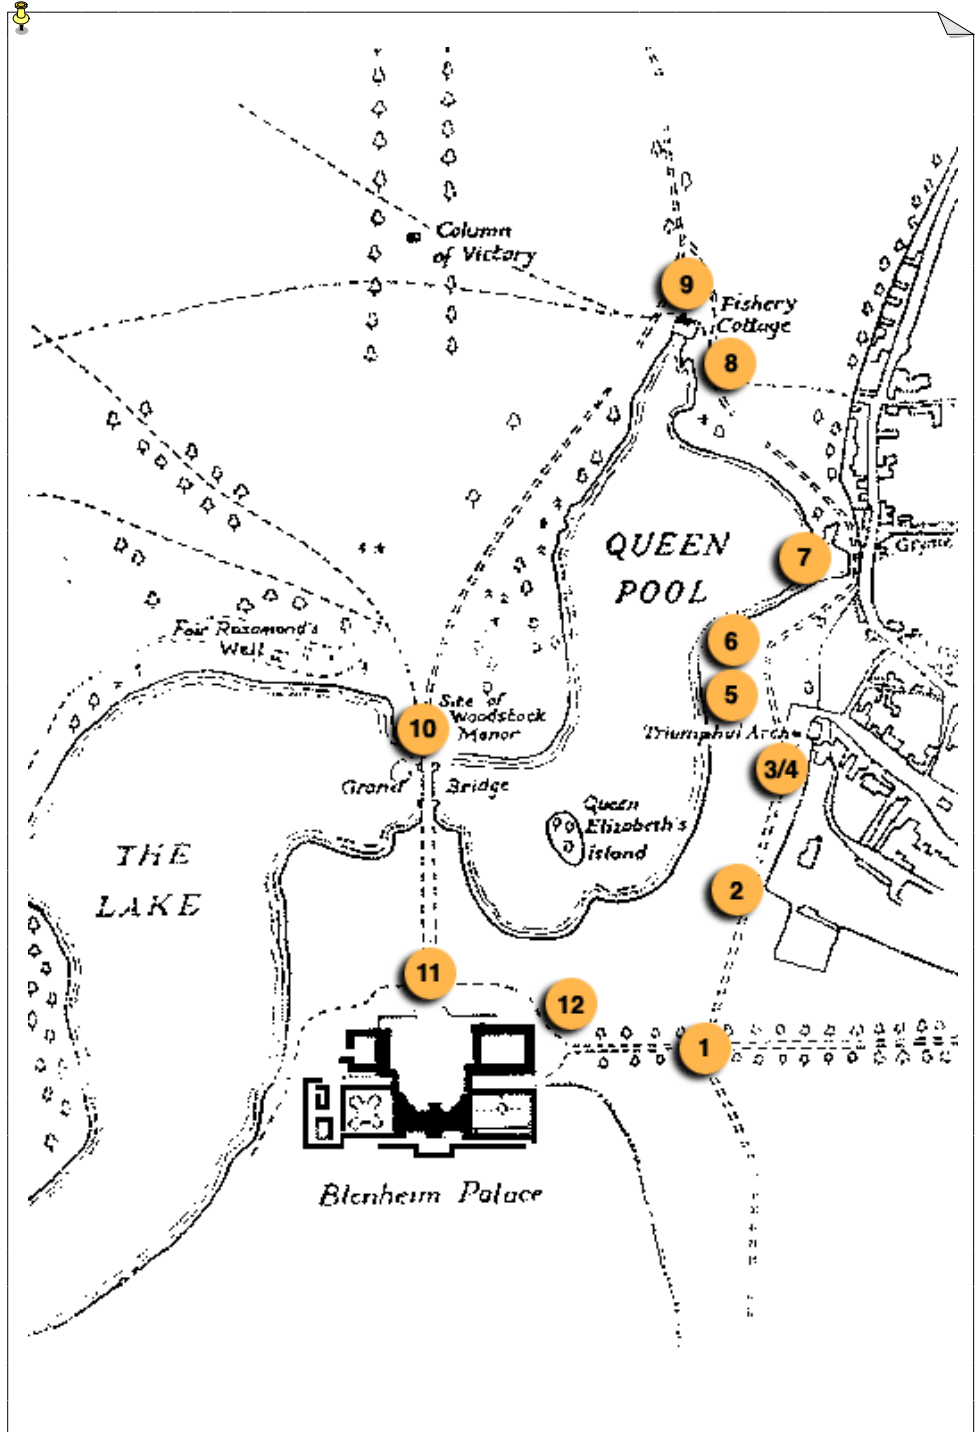 Column
of Victory
9
Fishery
Cottage
8
QUEEN
POOL
7
6
5
Fair Rosamond's
Well
Site of
Woodstock
Manor
10
Triumphal Arch
3/4
Grand Bridge
Queen
Elizabeth's
Island
THE
LAKE
2
11
12
1
Blenheim Palace